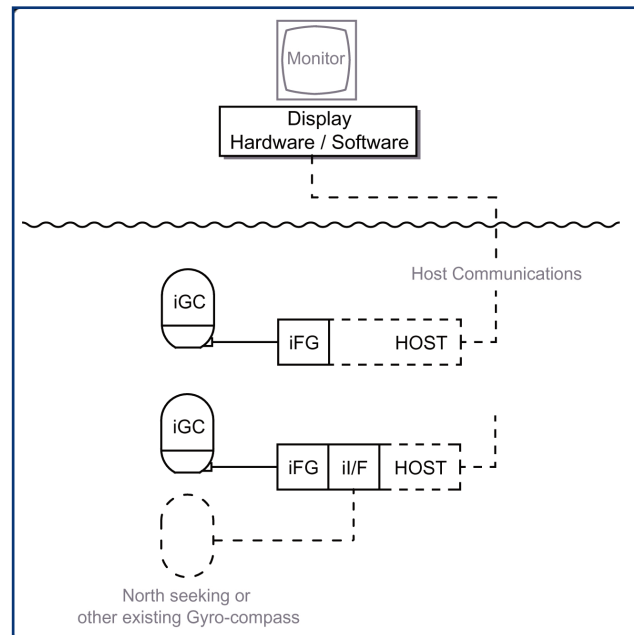 Monitor
Display
Hardware / Software
Host Communications
iGC
iFG
HOST
iGC
iFG
iI/F
HOST
North seeking or
other existing Gyro-compass